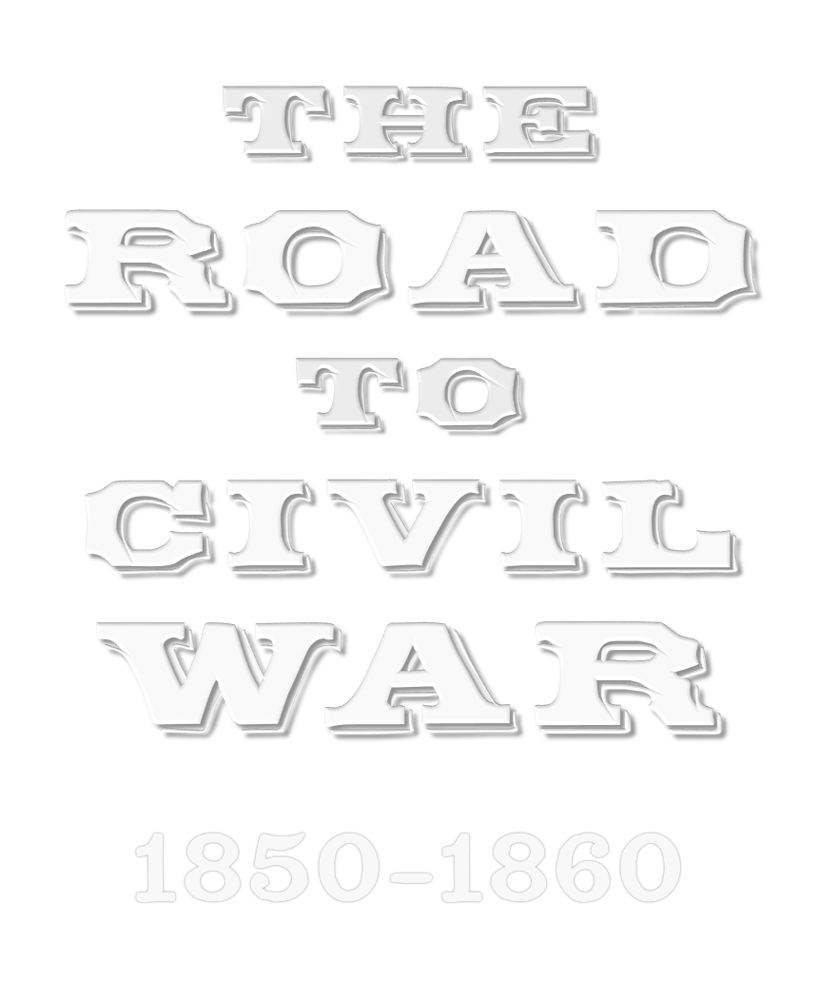 THE
ROAD
TO
CIVIL
WAR
1850–1860